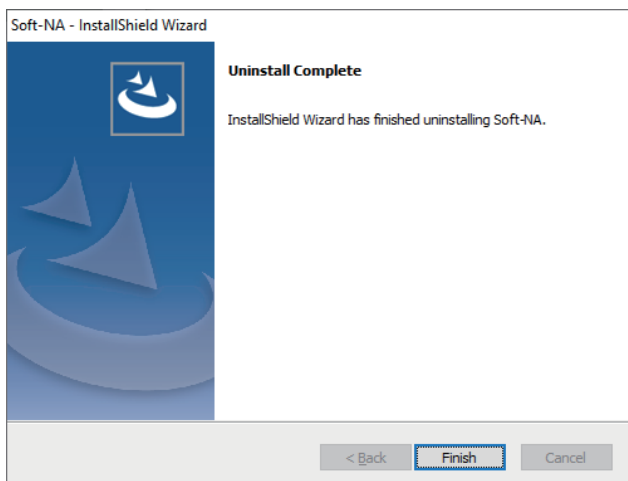 Soft-NA - InstallShield Wizard
Uninstall Complete
InstallShield Wizard has finished uninstalling Soft-NA.
< Back
Finish
Cancel